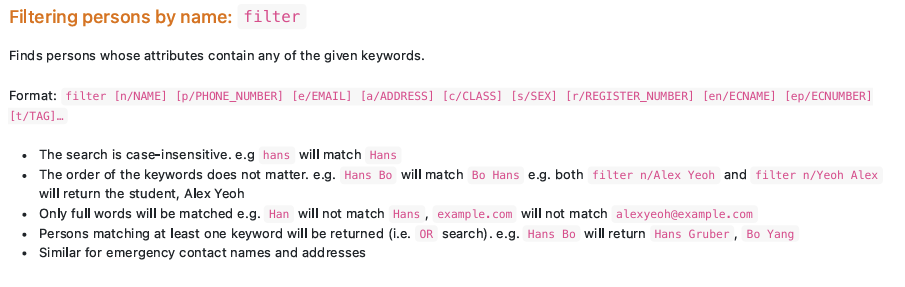 Filtering persons by name: filter
Finds persons whose attributes contain any of the given keywords.
Format: filter [n/NAME] [p/PHONE_NUMBER] [e/EMAIL] [a/ADDRESS] [c/CLASS] [s/SEX] [r/REGISTER_NUMBER] [en/ECNAME] [ep/ECNUMBER]
[t/TAG]…
• The search is case-insensitive. e.g hans will match Hans
• The order of the keywords does not matter. e.g. Hans Bo will match Bo Hans e.g. both filter n/Alex Yeoh and filter n/Yeoh Alex
will return the student, Alex Yeoh
• Only full words will be matched e.g. Han will not match Hans, example.com will not match alexyeoh@example.com
• Persons matching at least one keyword will be returned (i.e. OR search). e.g. Hans Bo will return Hans Gruber, Bo Yang
• Similar for emergency contact names and addresses